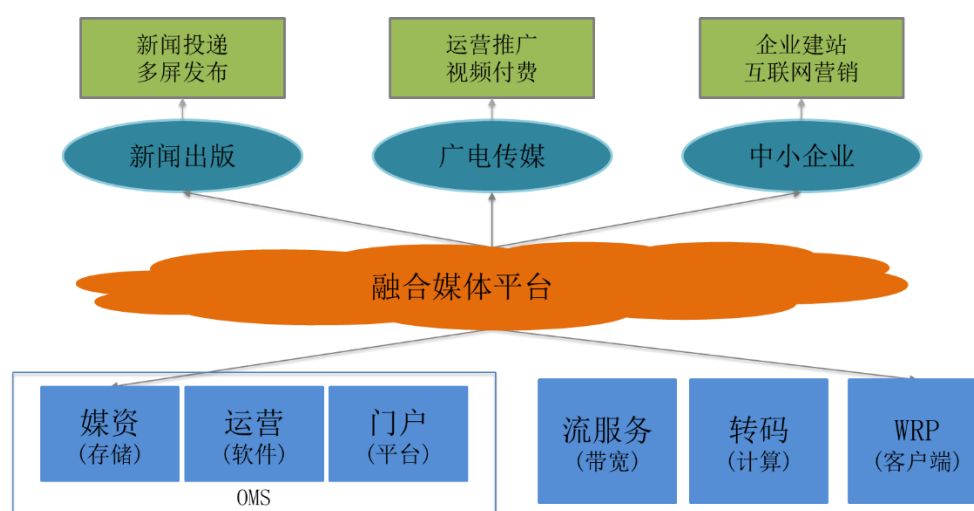 新闻投递
多屏发布
运营推广
视频付费
企业建站
互联网营销
新闻出版
广电传媒
中小企业
融合媒体平台
媒资
(存储)
运营
(软件)
门户
(平台)
流服务
(带宽)
转码
(计算)
WRP
(客户端)
OMS